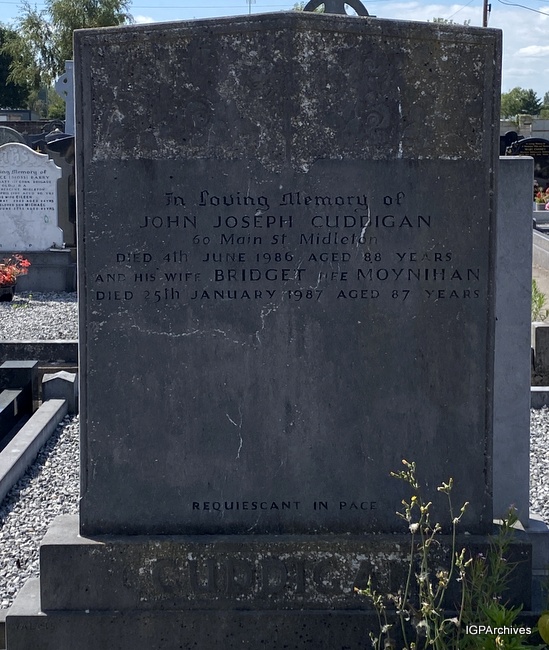 In Loving Memory of
JOHN JOSEPH CUDDIGAN
60 Main St Midleton
DIED 4th JUNE 1986 AGED 88 YEARS
AND HIS WIFE BRIDGET NEE MOYNIHAN
DIED 25th JANUARY 1987 AGED 87 YEARS
REQUIESCANT IN PACE
CUDDIGAN
IGPArchives